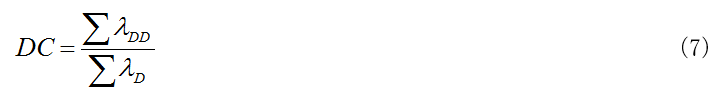 DC = ∑λ_DD / ∑λ_D (7)